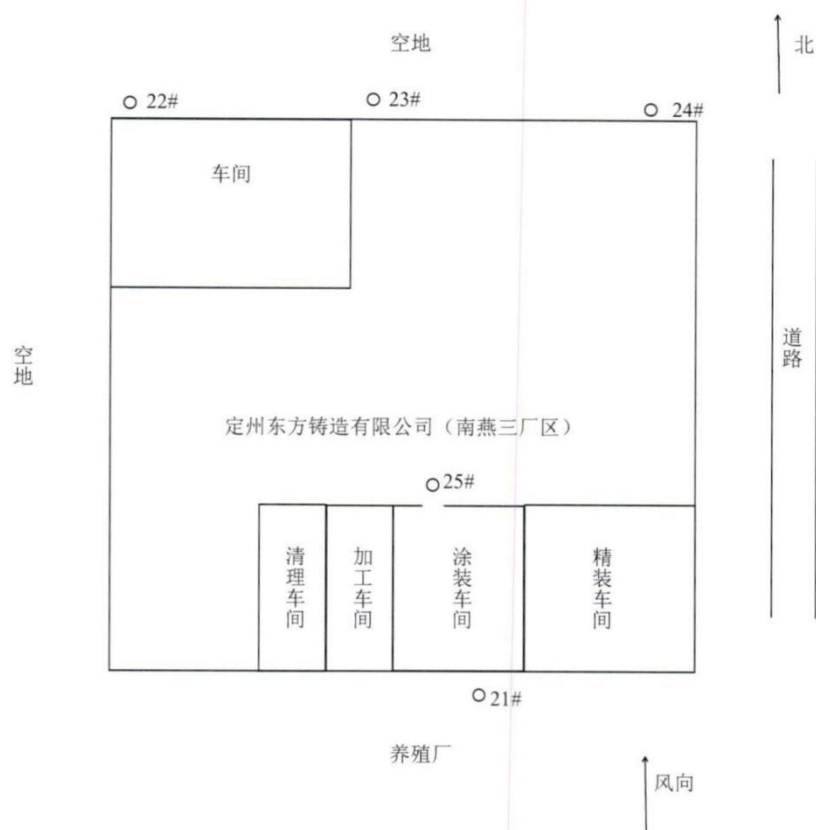 空地
北
22#
23#
24#
车间
空地
道路
定州东方铸造有限公司（南燕三厂区）
25#
清理车间
加工车间
涂装车间
精装车间
21#
养殖厂
风向